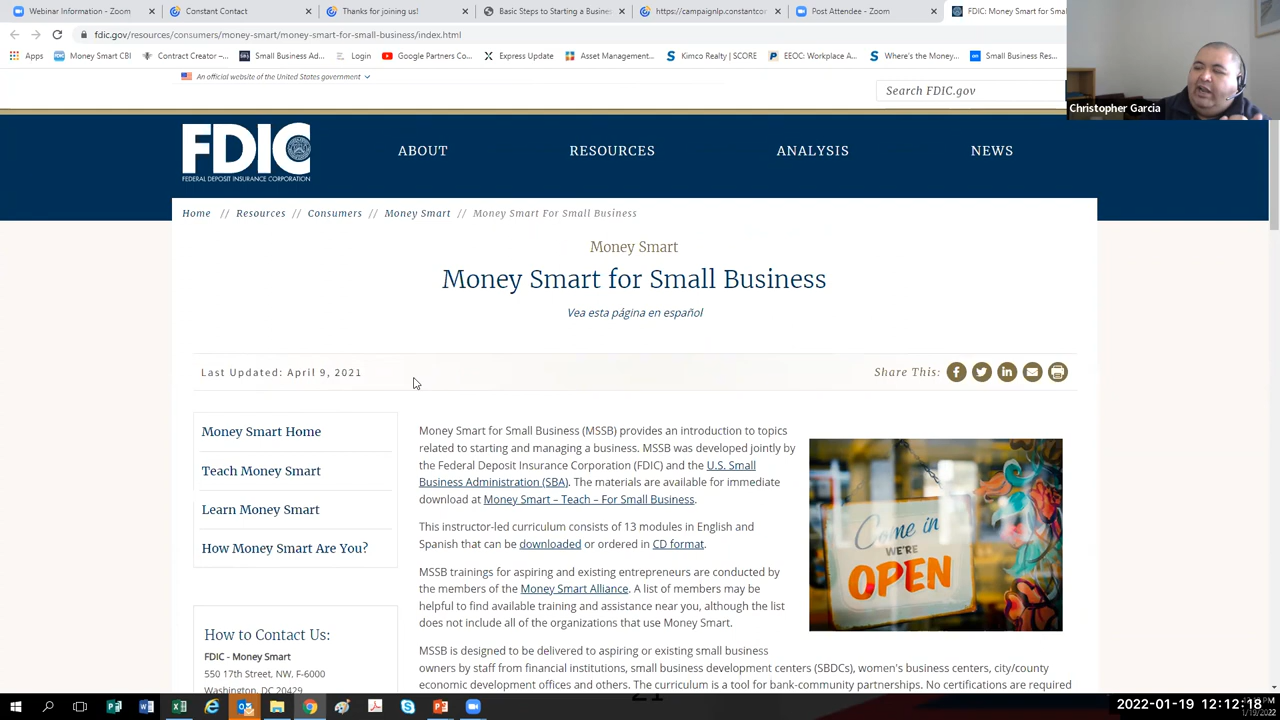 Webinar Information - Zoom
Constant Contact
Thanks for joining us!
Basic Steps to Starting a Busine
https://campaignlp.constantco
Post Attendee - Zoom
FDIC: Money Smart for Smal
fdic.gov/resources/consumers/money-smart/money-smart-for-small-business/index.html
Apps
Money Smart CBI
Contract Creator –...
Small Business Ad...
Login
Google Partners Co...
Express Update
Asset Management...
Kimco Realty | SCORE
EEOC: Workplace A...
Where's the Money...
Small Business Res...
An official website of the United States government
Search FDIC.gov
Christopher Garcia
FDIC
FEDERAL DEPOSIT INSURANCE CORPORATION
ABOUT
RESOURCES
ANALYSIS
NEWS
Home // Resources // Consumers // Money Smart // Money Smart For Small Business
Money Smart
Money Smart for Small Business
Vea esta página en español
Last Updated: April 9, 2021
Share This:
Money Smart Home
Teach Money Smart
Learn Money Smart
How Money Smart Are You?
How to Contact Us:
FDIC - Money Smart
550 17th Street, NW. F-6000
Washington, DC 20429
Money Smart for Small Business (MSSB) provides an introduction to topics
related to starting and managing a business. MSSB was developed jointly by
the Federal Deposit Insurance Corporation (FDIC) and the U.S. Small
Business Administration (SBA). The materials are available for immediate
download at Money Smart – Teach – For Small Business.
This instructor-led curriculum consists of 13 modules in English and
Spanish that can be downloaded or ordered in CD format.
MSSB trainings for aspiring and existing entrepreneurs are conducted by
the members of the Money Smart Alliance. A list of members may be
helpful to find available training and assistance near you, although the list
does not include all of the organizations that use Money Smart.
MSSB is designed to be delivered to aspiring or existing small business
owners by staff from financial institutions, small business development centers (SBDCs), women's business centers, city/county
economic development offices and others. The curriculum is a tool for bank-community partnerships. No certifications are required
Come in
WE'RE
OPEN
2022-01-19 12:12:18